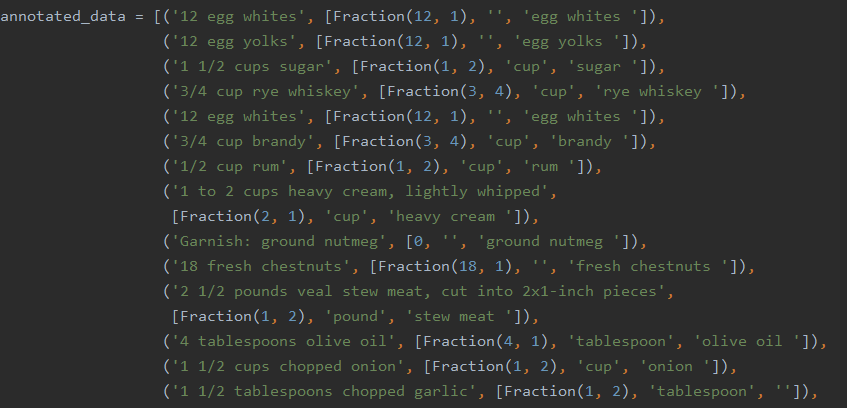 annotated_data = [('12 egg whites', [Fraction(12, 1), '', 'egg whites ']),
('12 egg yolks', [Fraction(12, 1), '', 'egg yolks ']),
('1 1/2 cups sugar', [Fraction(1, 2), 'cup', 'sugar ']),
('3/4 cup rye whiskey', [Fraction(3, 4), 'cup', 'rye whiskey ']),
('12 egg whites', [Fraction(12, 1), '', 'egg whites ']),
('3/4 cup brandy', [Fraction(3, 4), 'cup', 'brandy ']),
('1/2 cup rum', [Fraction(1, 2), 'cup', 'rum ']),
('1 to 2 cups heavy cream, lightly whipped',
[Fraction(2, 1), 'cup', 'heavy cream ']),
('Garnish: ground nutmeg', [0, '', 'ground nutmeg ']),
('18 fresh chestnuts', [Fraction(18, 1), '', 'fresh chestnuts ']),
('2 1/2 pounds veal stew meat, cut into 2x1-inch pieces',
[Fraction(1, 2), 'pound', 'stew meat ']),
('4 tablespoons olive oil', [Fraction(4, 1), 'tablespoon', 'olive oil ']),
('1 1/2 cups chopped onion', [Fraction(1, 2), 'cup', 'onion ']),
('1 1/2 tablespoons chopped garlic', [Fraction(1, 2), 'tablespoon', '']),